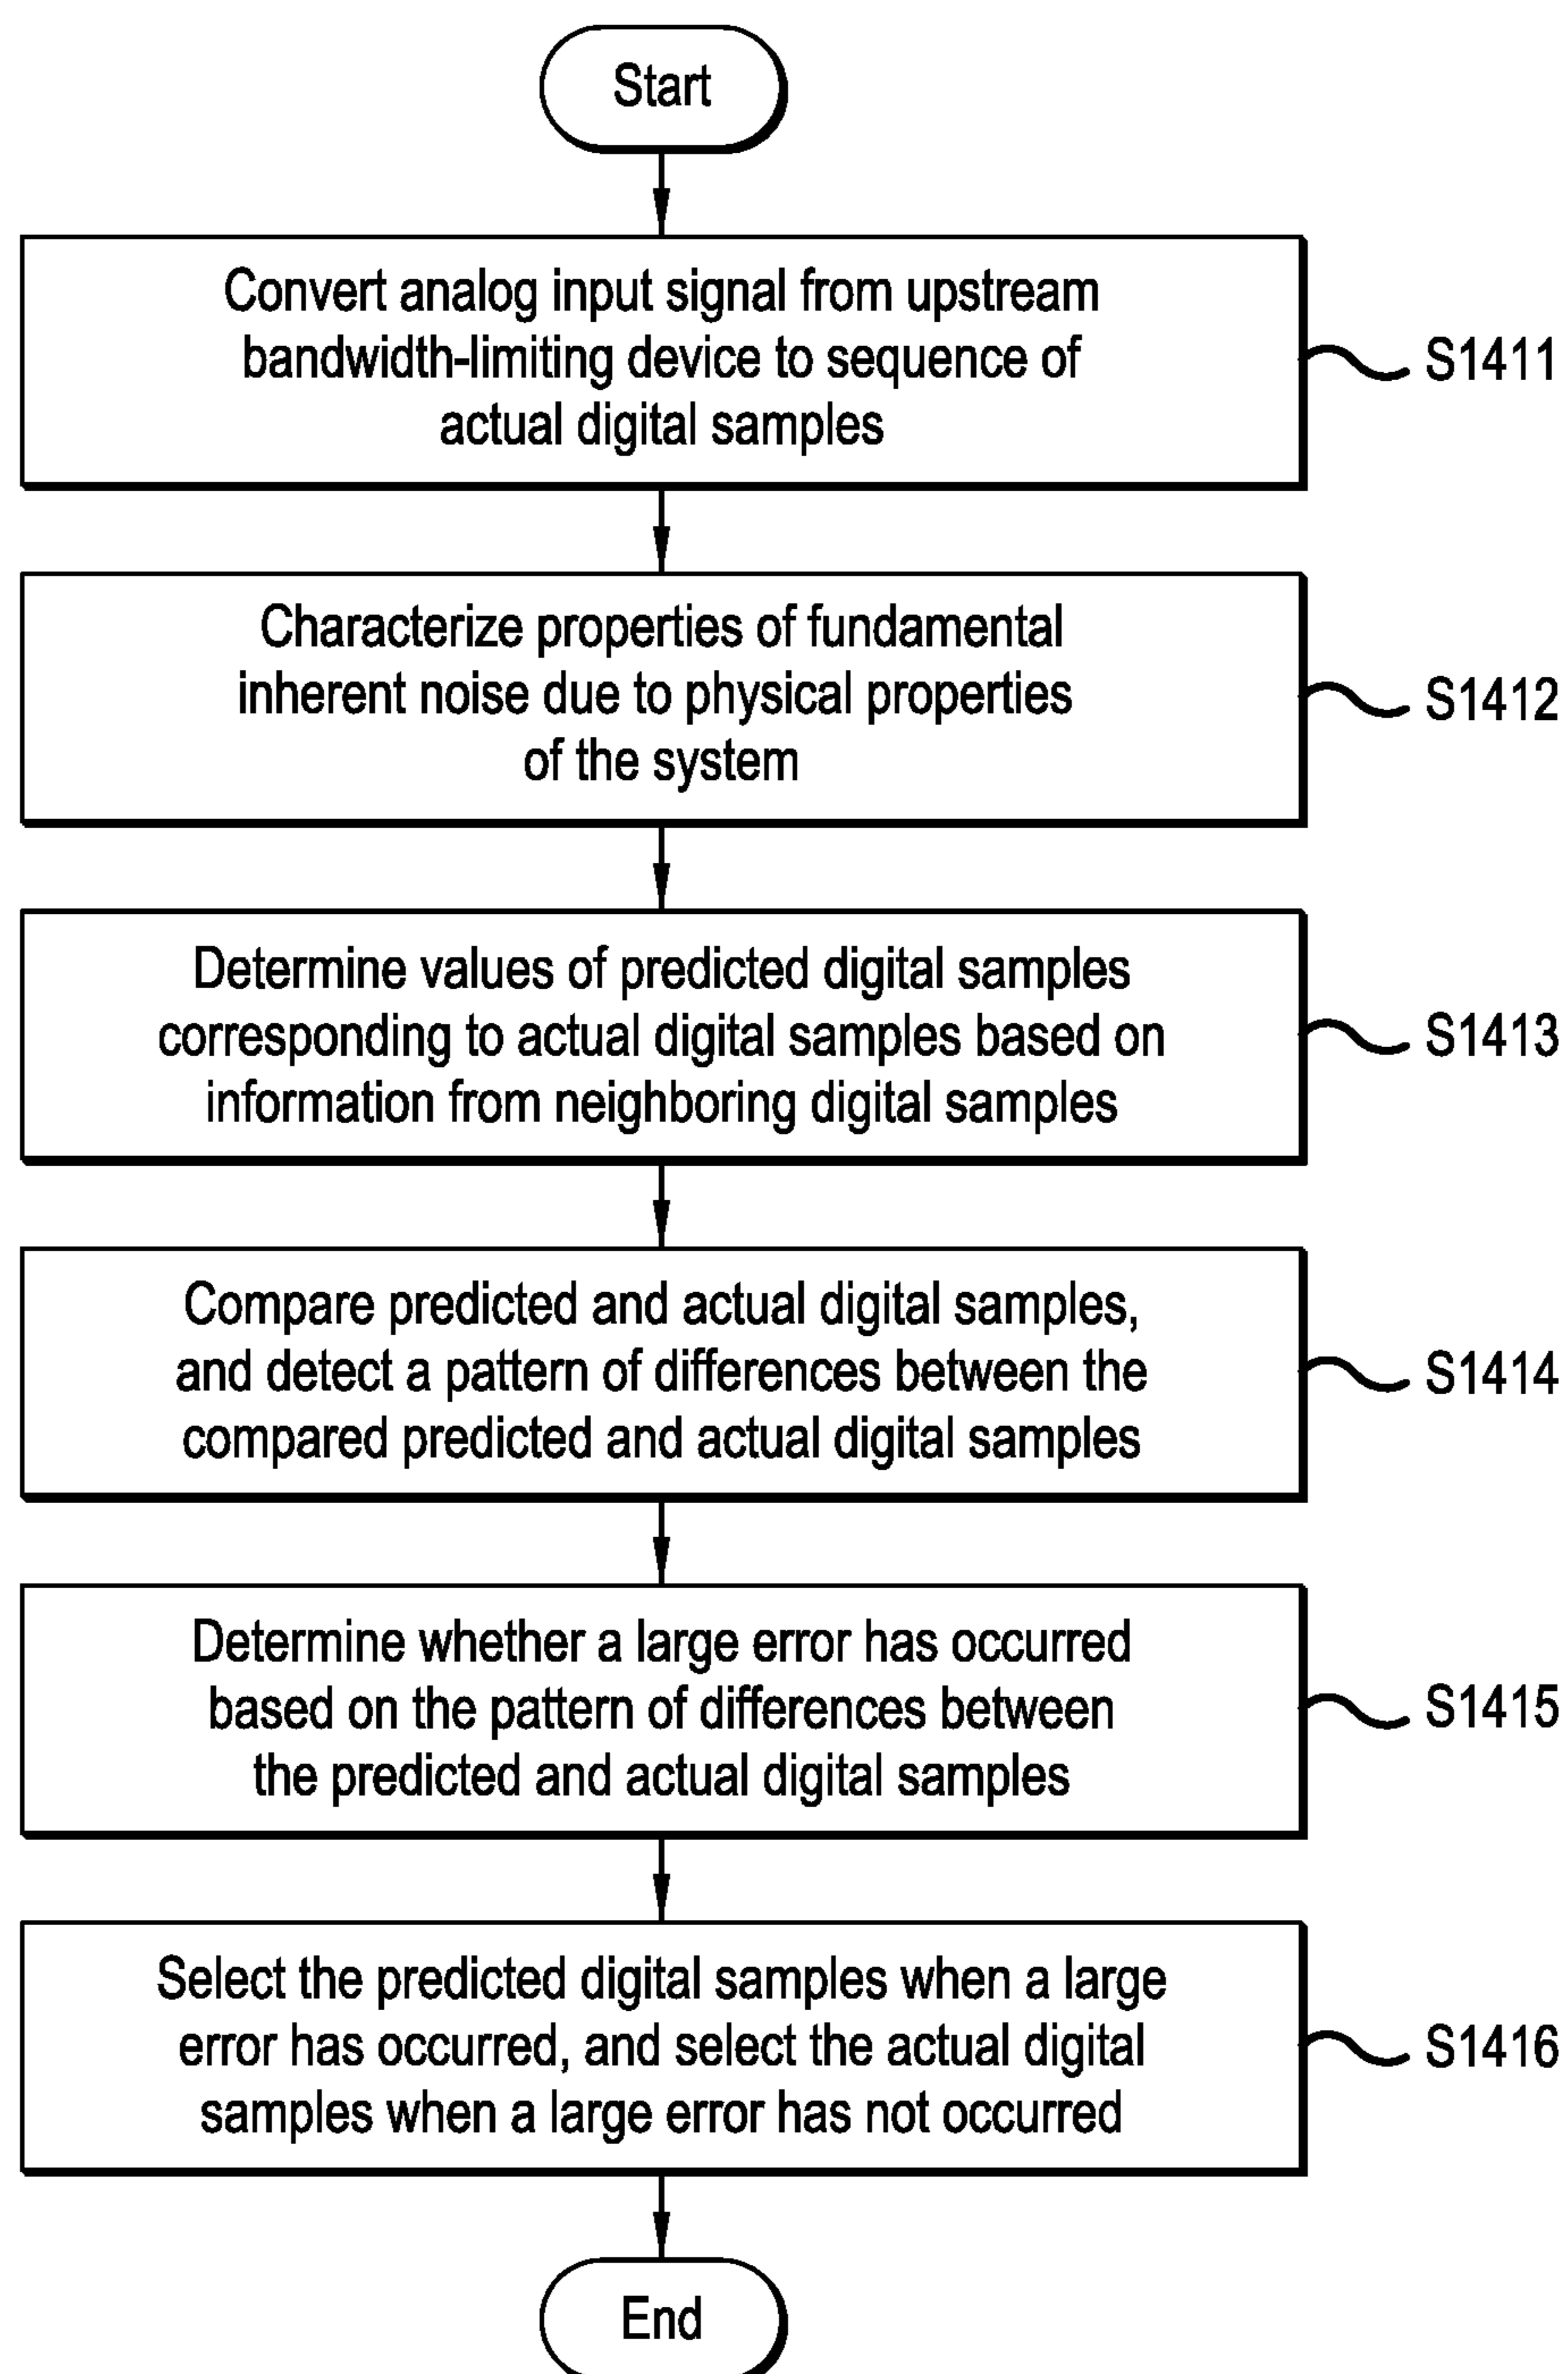 Start
Convert analog input signal from upstream
bandwidth-limiting device to sequence of
actual digital samples
S1411
Characterize properties of fundamental
inherent noise due to physical properties
of the system
S1412
Determine values of predicted digital samples
corresponding to actual digital samples based on
information from neighboring digital samples
S1413
Compare predicted and actual digital samples,
and detect a pattern of differences between the
compared predicted and actual digital samples
S1414
Determine whether a large error has occurred
based on the pattern of differences between
the predicted and actual digital samples
S1415
Select the predicted digital samples when a large
error has occurred, and select the actual digital
samples when a large error has not occurred
S1416
End